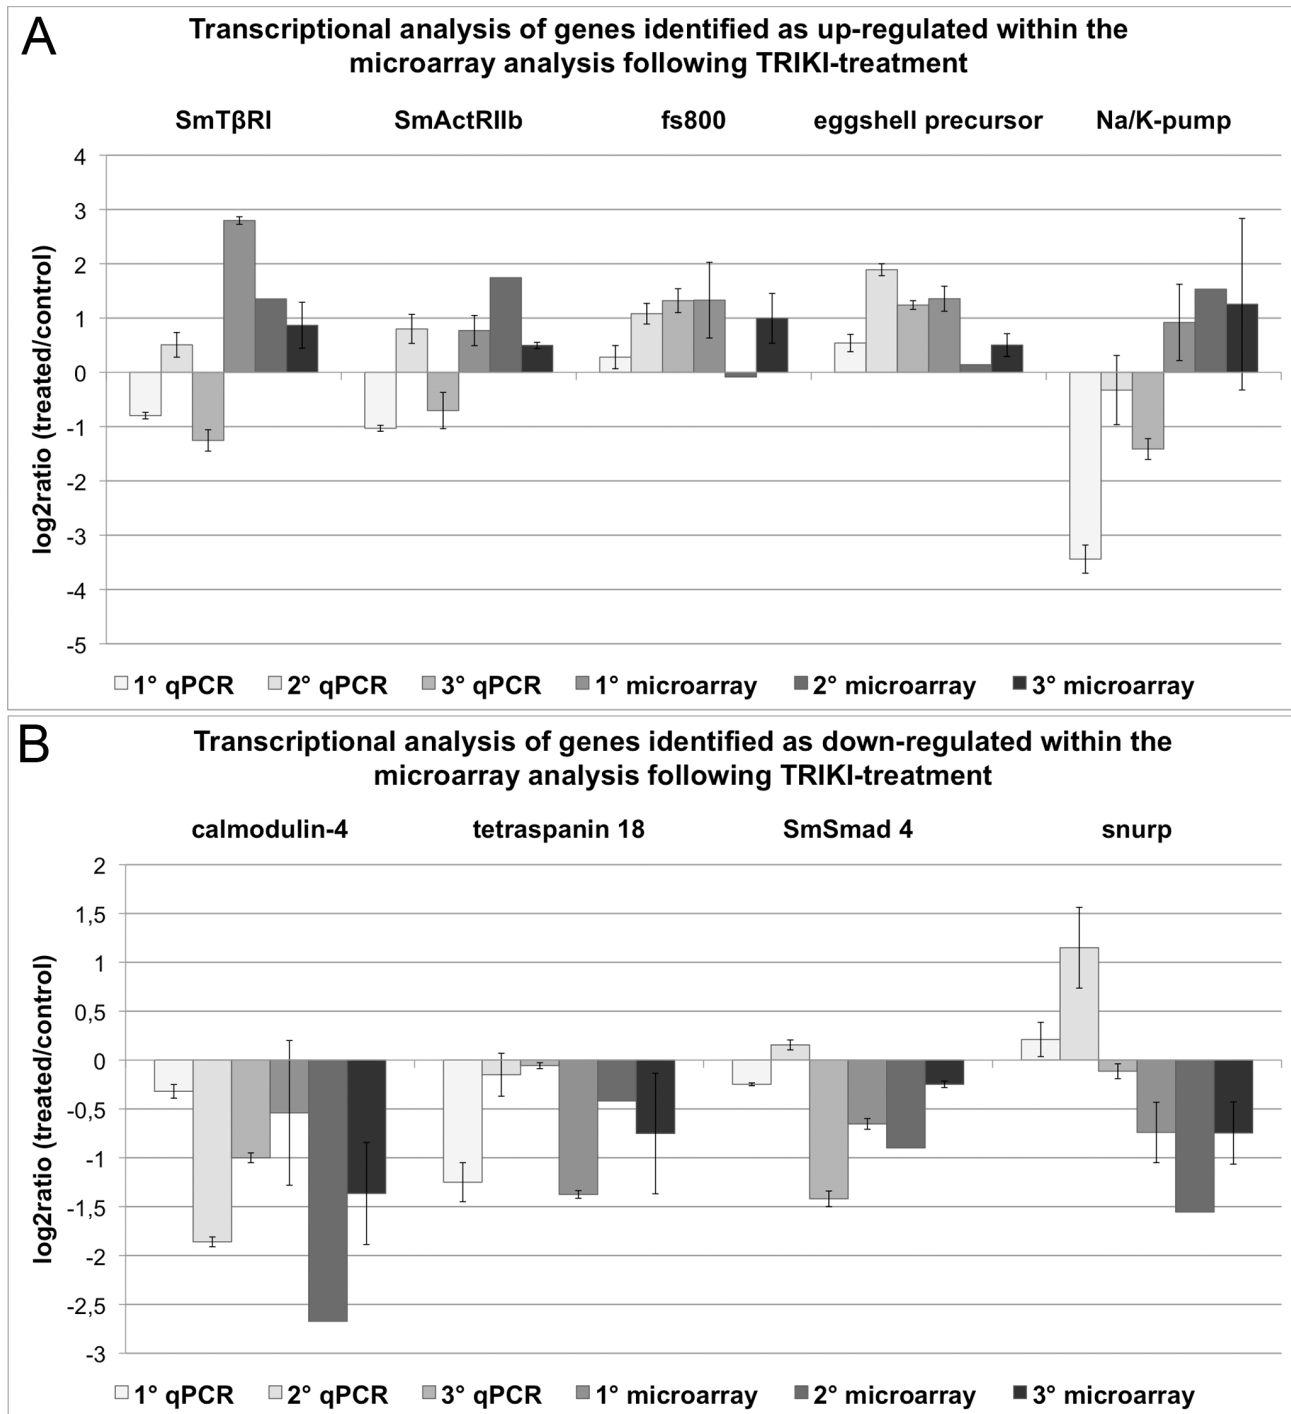 A
Transcriptional analysis of genes identified as up-regulated within the
microarray analysis following TRIKI-treatment
SmTβRI SmActRIIb fs800 eggshell precursor Na/K-pump
log2ratio (treated/control)
4
3
2
1
0
-1
-2
-3
-4
-5
1° qPCR 2° qPCR 3° qPCR 1° microarray 2° microarray 3° microarray
B
Transcriptional analysis of genes identified as down-regulated within the
microarray analysis following TRIKI-treatment
calmodulin-4 tetraspanin 18 SmSmad 4 snurp
log2ratio (treated/control)
2
1,5
1
0,5
0
-0,5
-1
-1,5
-2
-2,5
-3
1° qPCR 2° qPCR 3° qPCR 1° microarray 2° microarray 3° microarray